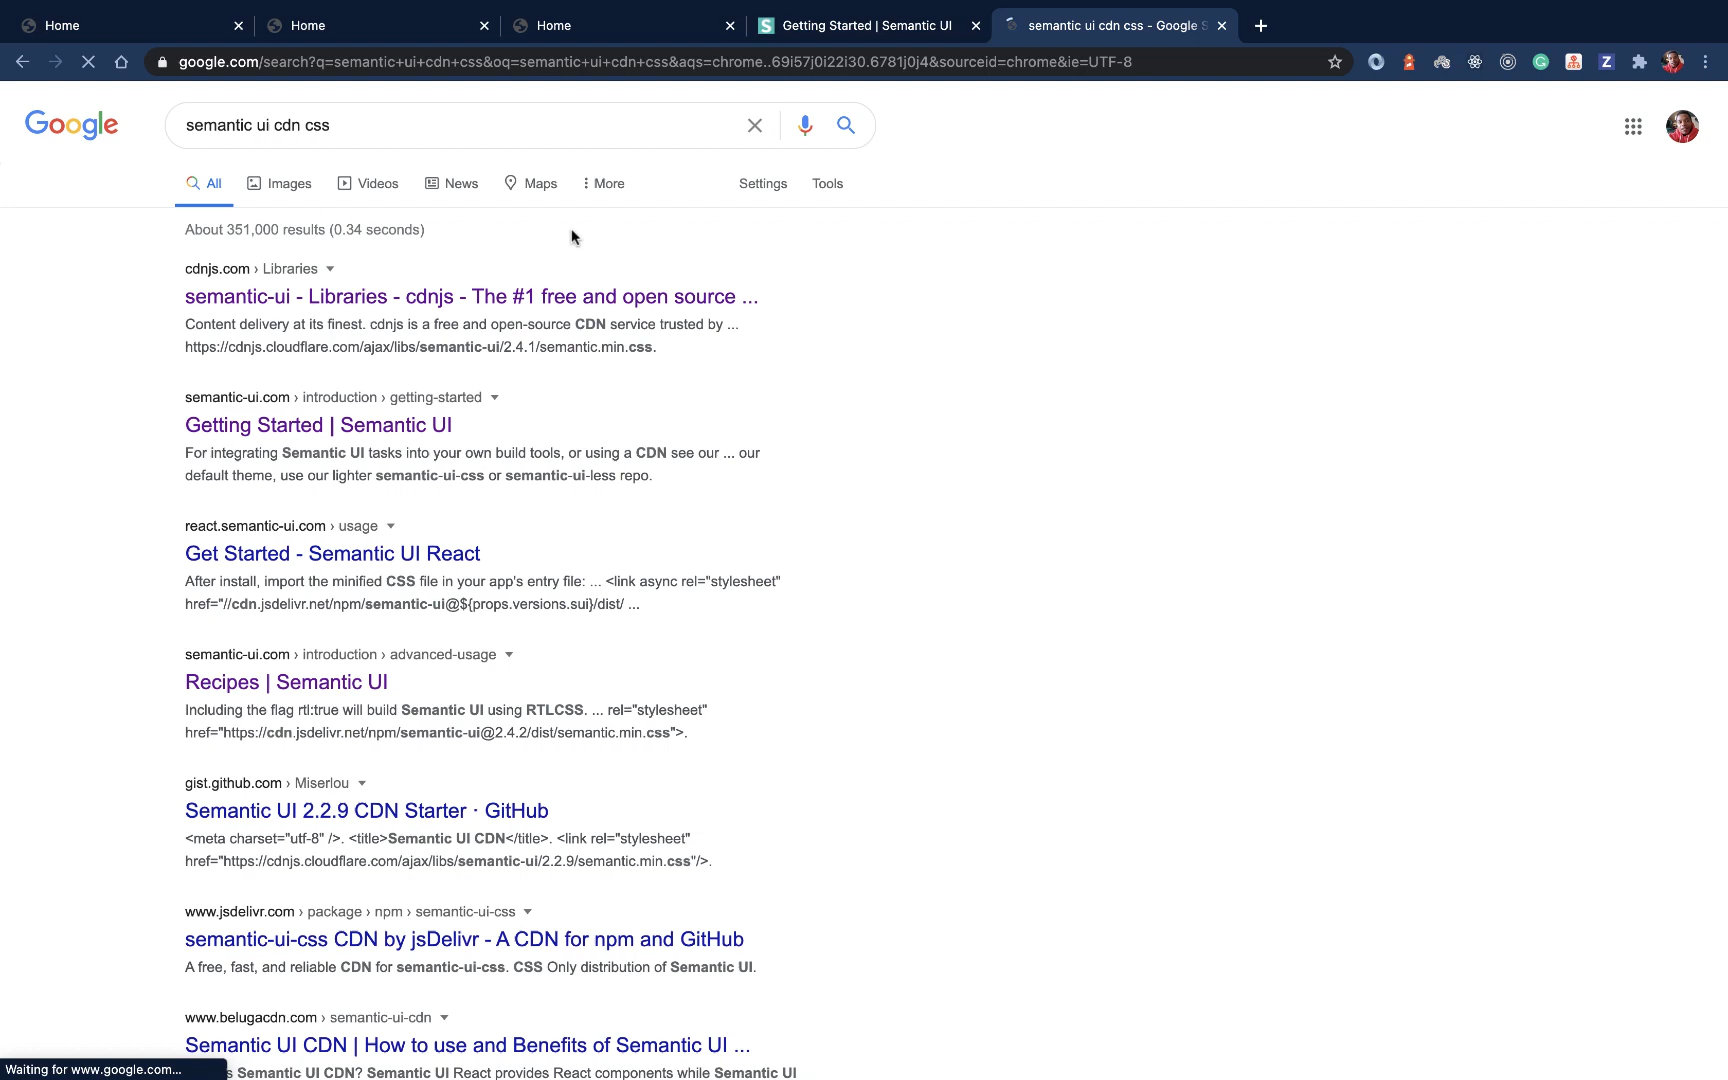 Home
Home
Home
Getting Started | Semantic UI
semantic ui cdn css - Google S
google.com/search?q=semantic+ui+cdn+css&oq=semantic+ui+cdn+css&aqs=chrome..69i57j0i22i30.6781j0j4&sourceid=chrome&ie=UTF-8
Google
semantic ui cdn css
All
Images
Videos
News
Maps
More
Settings
Tools
About 351,000 results (0.34 seconds)
cdnjs.com › Libraries
semantic-ui - Libraries - cdnjs - The #1 free and open source ...
Content delivery at its finest. cdnjs is a free and open-source CDN service trusted by ...
https://cdnjs.cloudflare.com/ajax/libs/semantic-ui/2.4.1/semantic.min.css.
semantic-ui.com › introduction › getting-started
Getting Started | Semantic UI
For integrating Semantic UI tasks into your own build tools, or using a CDN see our ... our
default theme, use our lighter semantic-ui-css or semantic-ui-less repo.
react.semantic-ui.com › usage
Get Started - Semantic UI React
After install, import the minified CSS file in your app's entry file: ... <link async rel="stylesheet"
href="//cdn.jsdelivr.net/npm/semantic-ui@${props.versions.sui}/dist/ ...
semantic-ui.com › introduction › advanced-usage
Recipes | Semantic UI
Including the flag rtl:true will build Semantic UI using RTLCSS. ... rel="stylesheet"
href="https://cdn.jsdelivr.net/npm/semantic-ui@2.4.2/dist/semantic.min.css">.
gist.github.com › Miserlou
Semantic UI 2.2.9 CDN Starter · GitHub
<meta charset="utf-8" />. <title>Semantic UI CDN</title>. <link rel="stylesheet"
href="https://cdnjs.cloudflare.com/ajax/libs/semantic-ui/2.2.9/semantic.min.css"/>.
www.jsdelivr.com › package › npm › semantic-ui-css
semantic-ui-css CDN by jsDelivr - A CDN for npm and GitHub
A free, fast, and reliable CDN for semantic-ui-css. CSS Only distribution of Semantic UI.
www.belugacdn.com › semantic-ui-cdn
Semantic UI CDN | How to use and Benefits of Semantic UI ...
s Semantic UI CDN? Semantic UI React provides React components while Semantic UI
Waiting for www.google.com...